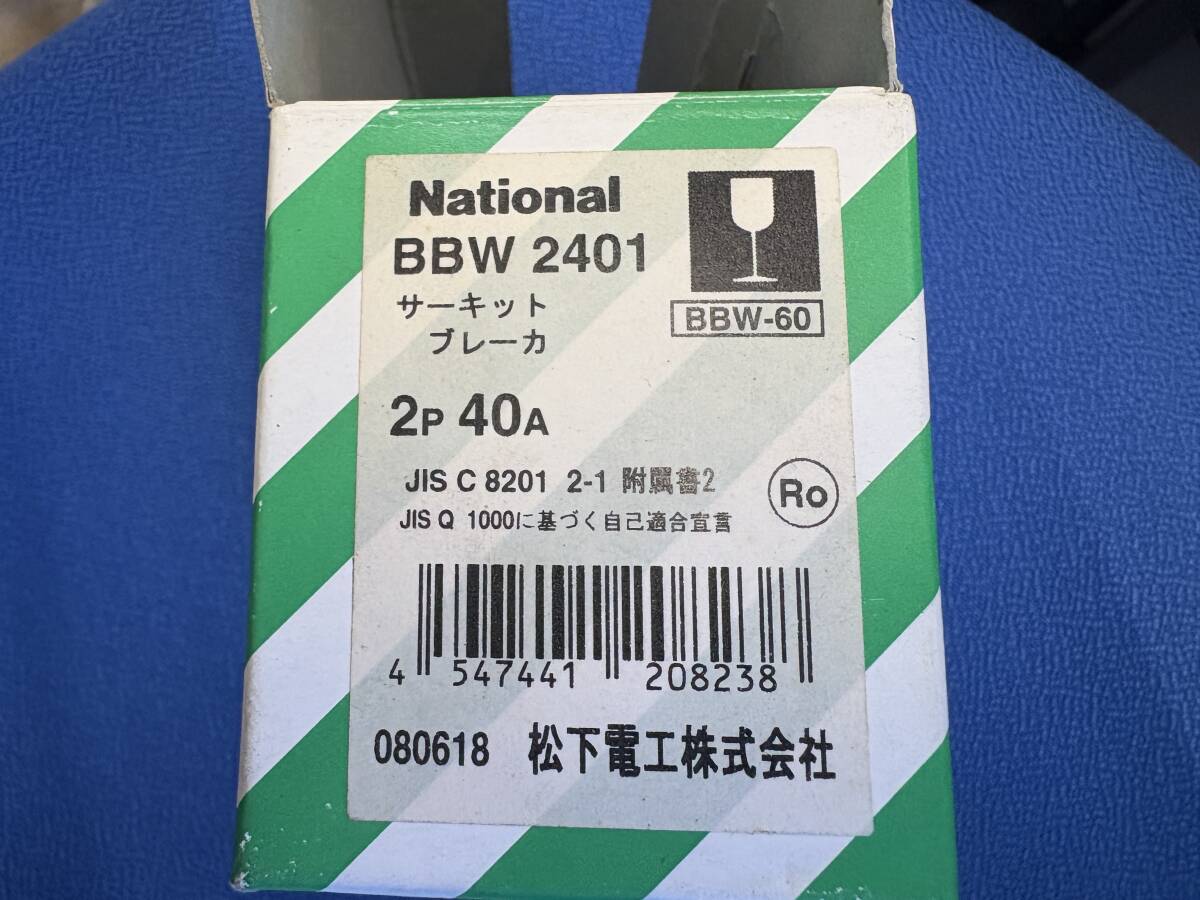 National
BBW 2401
サーキット
ブレーカ
BBW-60
2P 40A
JIS C 8201 2-1 附属書2
JIS Q 1000に基づく自己適合宣言
Ro
4 547441 208238
080618 松下電工株式会社